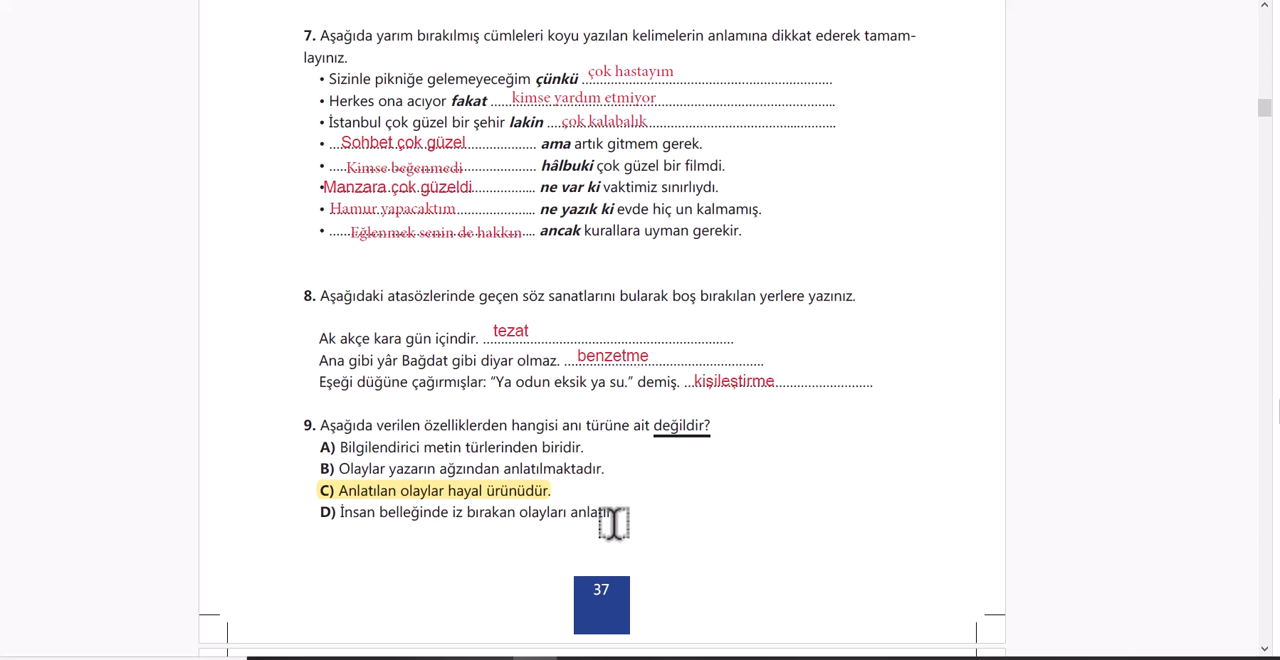 7. Aşağıda yarım bırakılmış cümleleri koyu yazılan kelimelerin anlamına dikkat ederek tamam-
layınız.
• Sizinle pikniğe gelemeyeceğim çünkü çok hastayım
• Herkes ona acıyor fakat kimse yardım etmiyor
• İstanbul çok güzel bir şehir lakin çok kalabalık
• Sohbet çok güzel ama artık gitmem gerek.
• Kimse beğenmedi hâlbuki çok güzel bir filmdi.
• Manzara çok güzeldi ne var ki vaktimiz sınırlıydı.
• Hamur yapacaktım ne yazık ki evde hiç un kalmamış.
• Eğlenmek senin de hakkın ancak kurallara uyman gerekir.
8. Aşağıdaki atasözlerinde geçen söz sanatlarını bularak boş bırakılan yerlere yazınız.
Ak akçe kara gün içindir. tezat
Ana gibi yâr Bağdat gibi diyar olmaz. benzetme
Eşeği düğüne çağırmışlar: "Ya odun eksik ya su." demiş. kişileştirme
9. Aşağıda verilen özelliklerden hangisi anı türüne ait değildir?
A) Bilgilendirici metin türlerinden biridir.
B) Olaylar yazarın ağzından anlatılmaktadır.
C) Anlatılan olaylar hayal ürünüdür.
D) İnsan belleğinde iz bırakan olayları
37